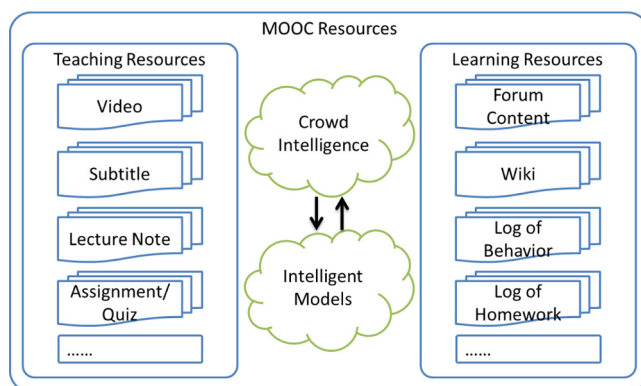 MOOC Resources
Teaching Resources
Video
Subtitle
Lecture Note
Assignment/
Quiz
......
Crowd
Intelligence
Intelligent
Models
Learning Resources
Forum
Content
Wiki
Log of
Behavior
Log of
Homework
......